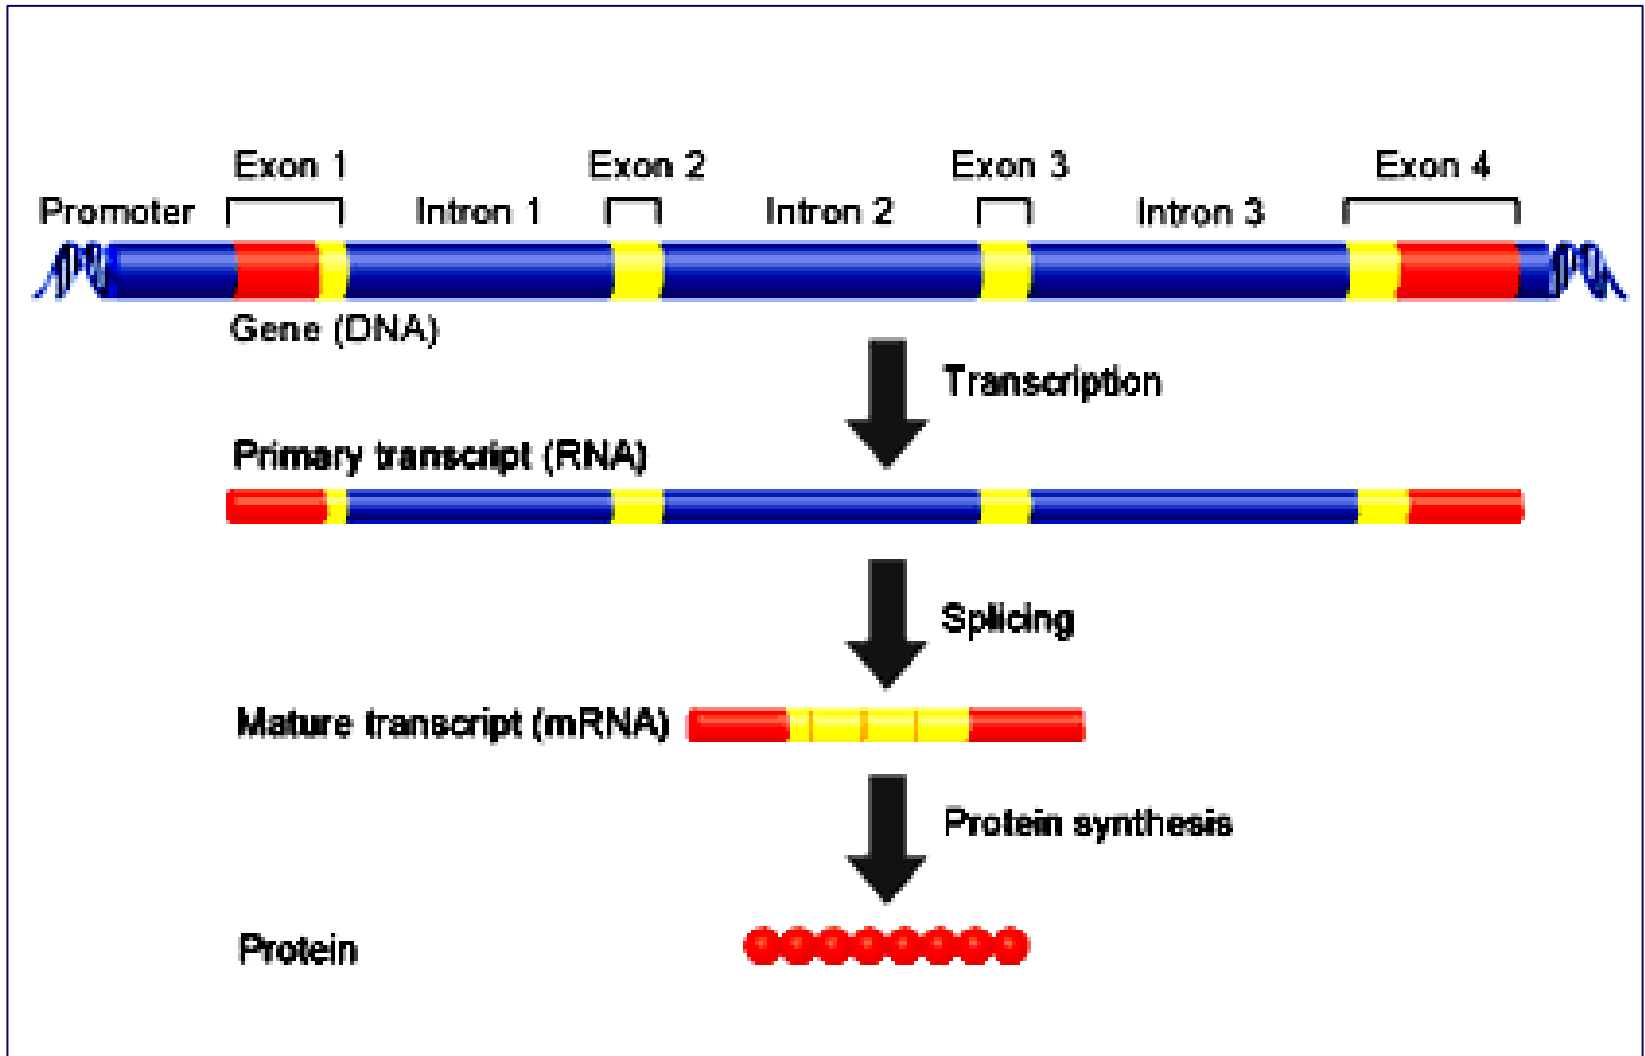 Exon 1
Exon 2
Exon 3
Exon 4
Promoter
Intron 1
Intron 2
Intron 3
Gene (DNA)
Transcription
Primary transcript (RNA)
Splicing
Mature transcript (mRNA)
Protein synthesis
Protein